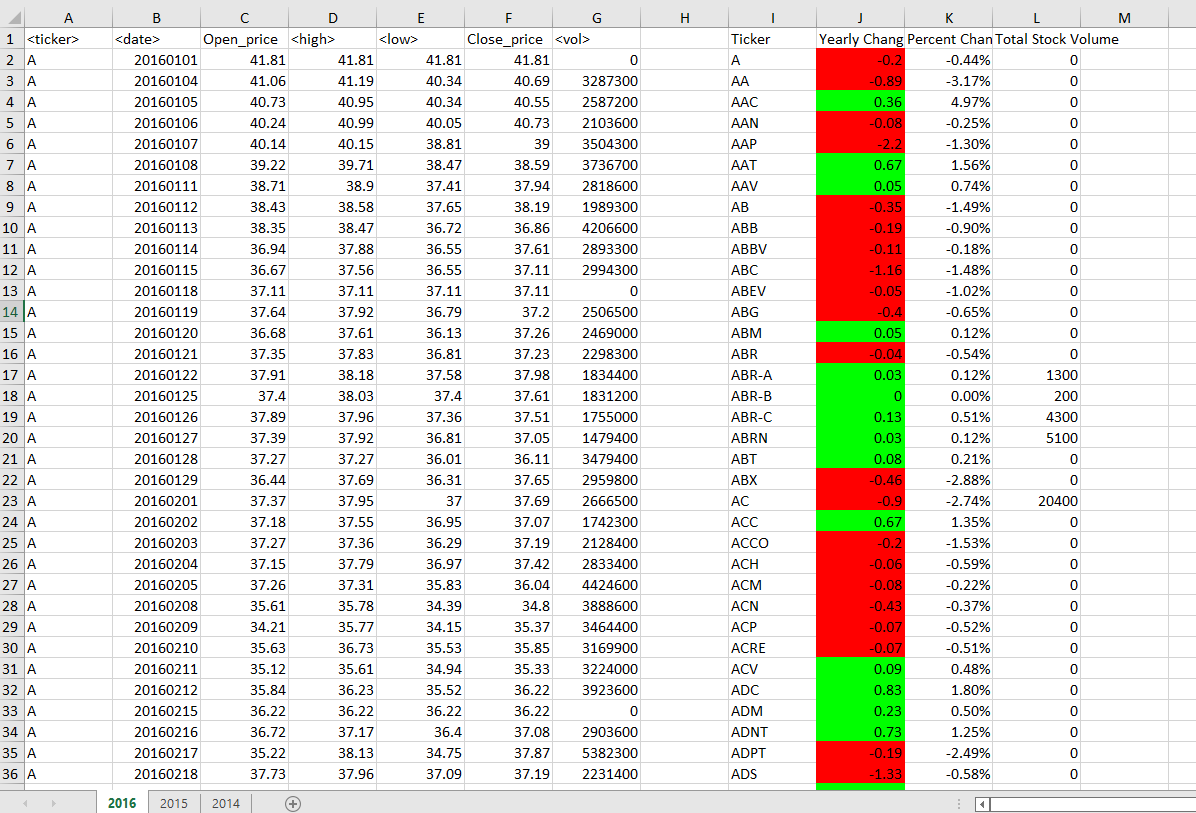 A B C D E F G H I J K L M
1 <ticker> <date> Open_price <high> <low> Close_price <vol> Ticker Yearly Chang Percent Chan Total Stock Volume
2 A 20160101 41.81 41.81 41.81 41.81 0 A -0.2 -0.44% 0
3 A 20160104 41.06 41.19 40.34 40.69 3287300 AA -0.89 -3.17% 0
4 A 20160105 40.73 40.95 40.34 40.55 2587200 AAC 0.36 4.97% 0
5 A 20160106 40.24 40.99 40.05 40.73 2103600 AAN -0.08 -0.25% 0
6 A 20160107 40.14 40.15 38.81 39 3504300 AAP -2.2 -1.30% 0
7 A 20160108 39.22 39.71 38.47 38.59 3736700 AAT 0.67 1.56% 0
8 A 20160111 38.71 38.9 37.41 37.94 2818600 AAV 0.05 0.74% 0
9 A 20160112 38.43 38.58 37.65 38.19 1989300 AB -0.35 -1.49% 0
10 A 20160113 38.35 38.47 36.72 36.86 4206600 ABB -0.19 -0.90% 0
11 A 20160114 36.94 37.88 36.55 37.61 2893300 ABBV -0.11 -0.18% 0
12 A 20160115 36.67 37.56 36.55 37.11 2994300 ABC -1.16 -1.48% 0
13 A 20160118 37.11 37.11 37.11 37.11 0 ABEV -0.05 -1.02% 0
14 A 20160119 37.64 37.92 36.79 37.2 2506500 ABG -0.4 -0.65% 0
15 A 20160120 36.68 37.61 36.13 37.26 2469000 ABM 0.05 0.12% 0
16 A 20160121 37.35 37.83 36.81 37.23 2298300 ABR -0.04 -0.54% 0
17 A 20160122 37.91 38.18 37.58 37.98 1834400 ABR-A 0.03 0.12% 1300
18 A 20160125 37.4 38.03 37.4 37.61 1831200 ABR-B 0 0.00% 200
19 A 20160126 37.89 37.96 37.36 37.51 1755000 ABR-C 0.13 0.51% 4300
20 A 20160127 37.39 37.92 36.81 37.05 1479400 ABRN 0.03 0.12% 5100
21 A 20160128 37.27 37.27 36.01 36.11 3479400 ABT 0.08 0.21% 0
22 A 20160129 36.44 37.69 36.31 37.65 2959800 ABX -0.46 -2.88% 0
23 A 20160201 37.37 37.95 37 37.69 2666500 AC -0.9 -2.74% 20400
24 A 20160202 37.18 37.55 36.95 37.07 1742300 ACC 0.67 1.35% 0
25 A 20160203 37.27 37.36 36.29 37.19 2128400 ACCO -0.2 -1.53% 0
26 A 20160204 37.15 37.79 36.97 37.42 2833400 ACH -0.06 -0.59% 0
27 A 20160205 37.26 37.31 35.83 36.04 4424600 ACM -0.08 -0.22% 0
28 A 20160208 35.61 35.78 34.39 34.8 3888600 ACN -0.43 -0.37% 0
29 A 20160209 34.21 35.77 34.15 35.37 3464400 ACP -0.07 -0.52% 0
30 A 20160210 35.63 36.73 35.53 35.85 3169900 ACRE -0.07 -0.51% 0
31 A 20160211 35.12 35.61 34.94 35.33 3224000 ACV 0.09 0.48% 0
32 A 20160212 35.84 36.23 35.52 36.22 3923600 ADC 0.83 1.80% 0
33 A 20160215 36.22 36.22 36.22 36.22 0 ADM 0.23 0.50% 0
34 A 20160216 36.72 37.17 36.4 37.08 2903600 ADNT 0.73 1.25% 0
35 A 20160217 35.22 38.13 34.75 37.87 5382300 ADPT -0.19 -2.49% 0
36 A 20160218 37.73 37.96 37.09 37.19 2231400 ADS -1.33 -0.58% 0
2016 2015 2014